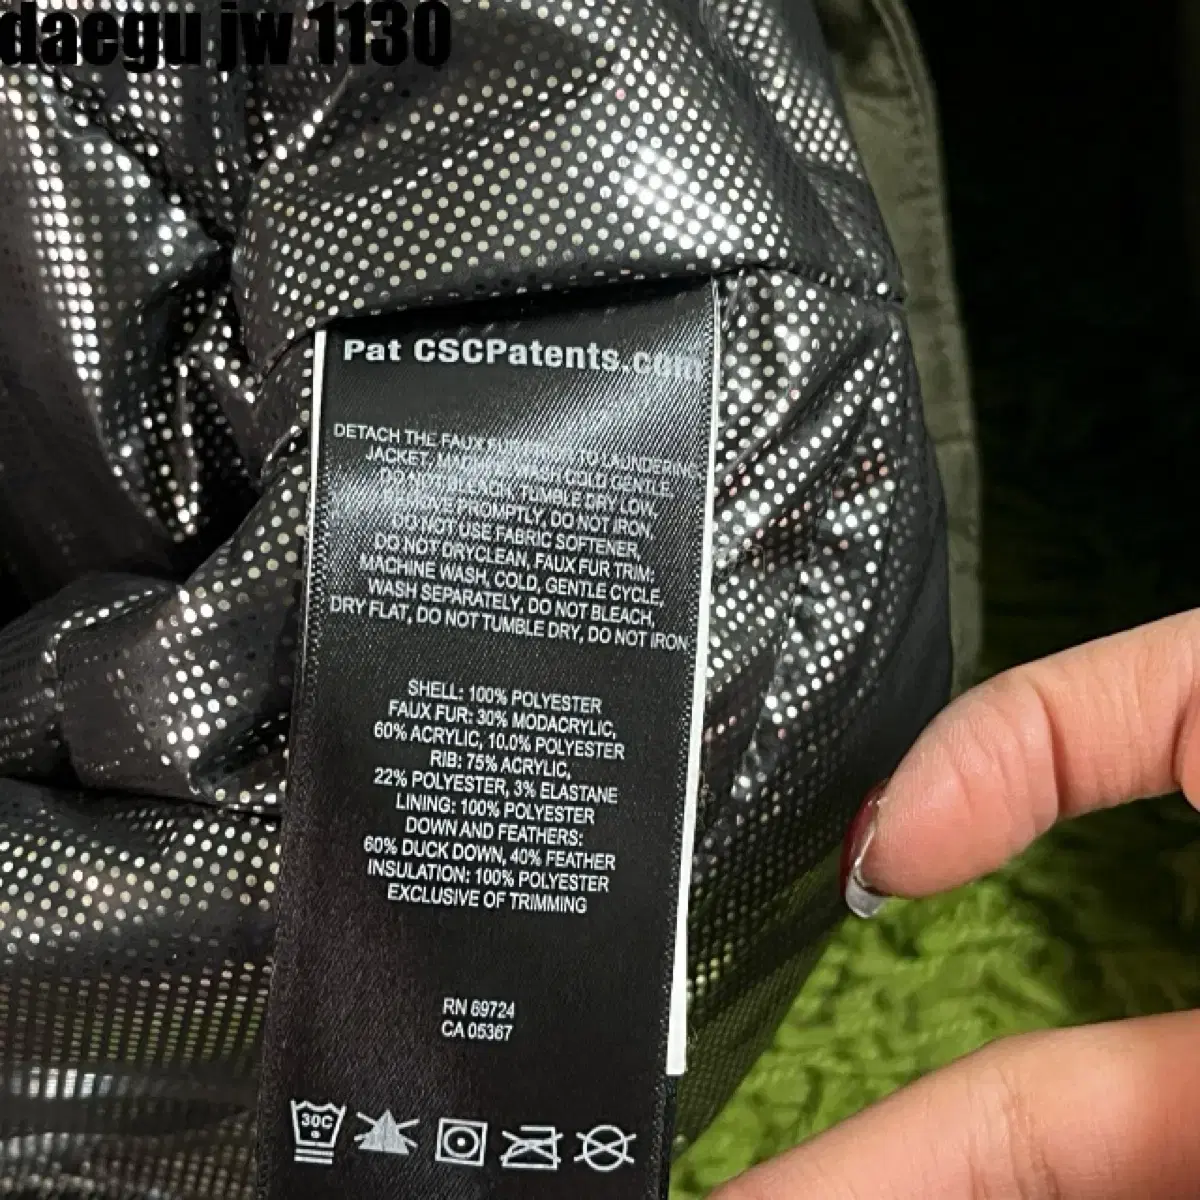 daegu jw 1130
Pat CSCPatents.com
DETACH THE FAUX FUR TO LAUNDERING
JACKET, MACHINE WASH COLD GENTLE,
DO NOT BLEACH, TUMBLE DRY LOW,
REMOVE PROMPTLY, DO NOT IRON,
DO NOT USE FABRIC SOFTENER,
DO NOT DRYCLEAN, FAUX FUR TRIM:
MACHINE WASH, COLD, GENTLE CYCLE,
WASH SEPARATELY, DO NOT BLEACH,
DRY FLAT, DO NOT TUMBLE DRY, DO NOT IRON
SHELL: 100% POLYESTER
FAUX FUR: 30% MODACRYLIC,
60% ACRYLIC, 10.0% POLYESTER
RIB: 75% ACRYLIC,
22% POLYESTER, 3% ELASTANE
LINING: 100% POLYESTER
DOWN AND FEATHERS:
60% DUCK DOWN, 40% FEATHER
INSULATION: 100% POLYESTER
EXCLUSIVE OF TRIMMING
RN 69724
CA 05367
30C